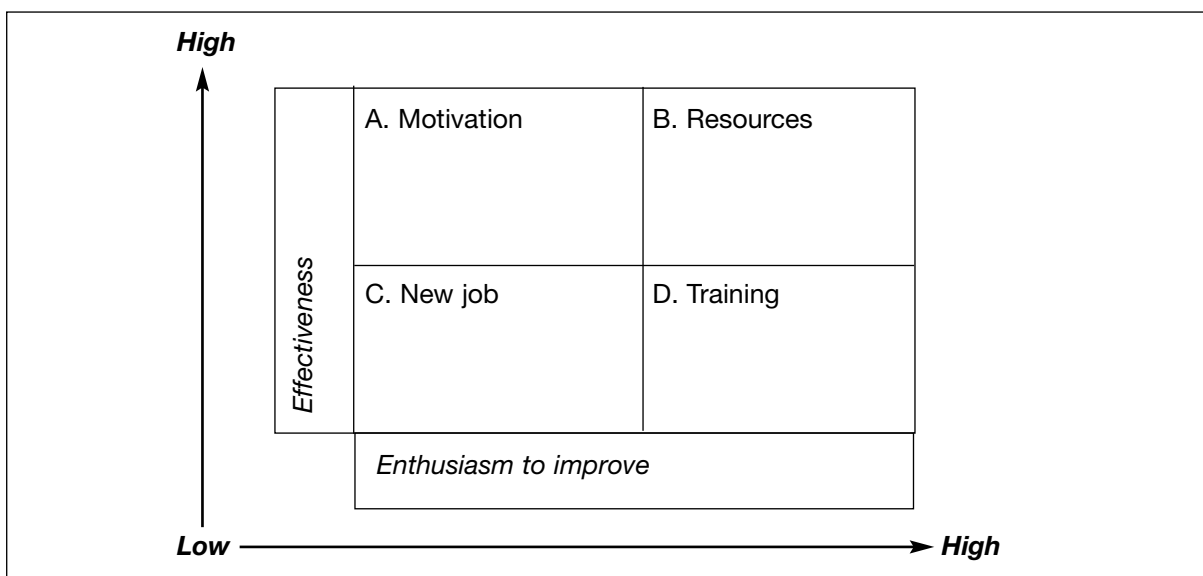 High
A. Motivation
B. Resources
Effectiveness
C. New job
D. Training
Enthusiasm to improve
Low
High